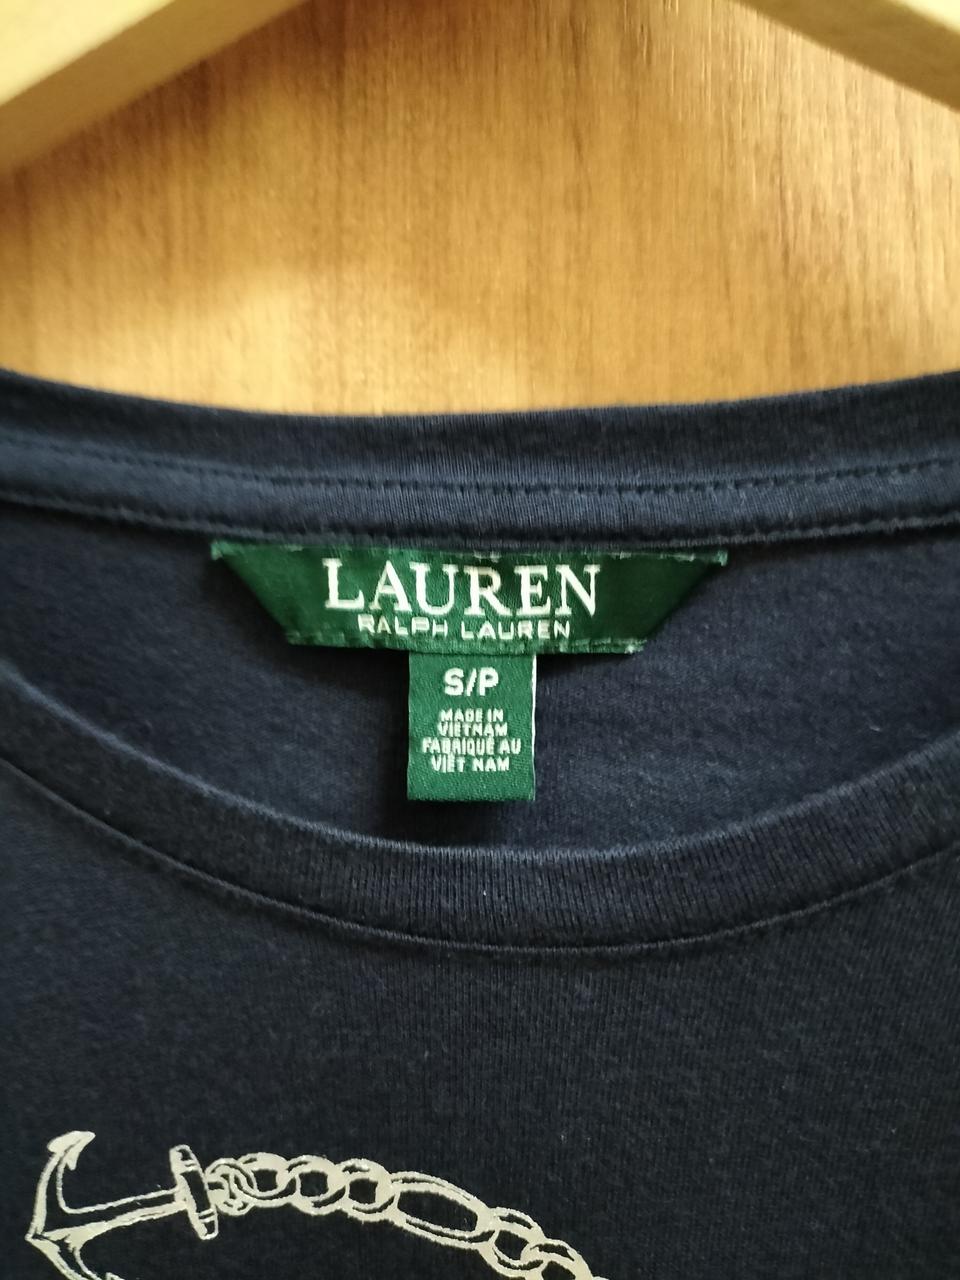 LAUREN
RALPH LAUREN
S/P
MADE IN
VIETNAM
FABRIQUÉ AU
VIÊT NAM